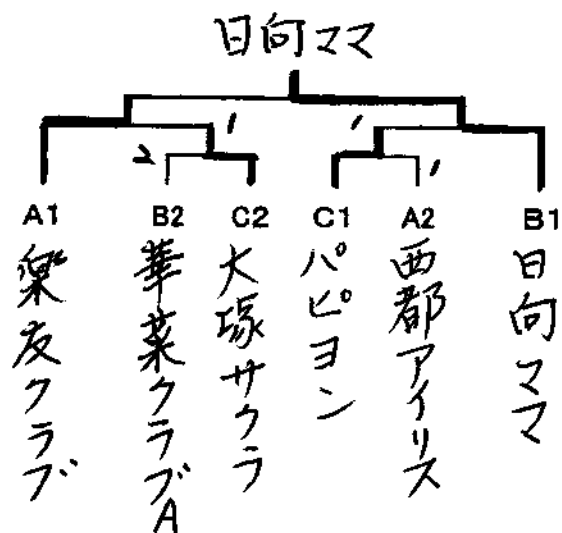 日向ママ
1 1
2 1
A1 B2 C2 C1 A2 B1
楽友クラブ
華菜クラブA
大塚サクラ
パピヨン
西都アイリス
日向ママ